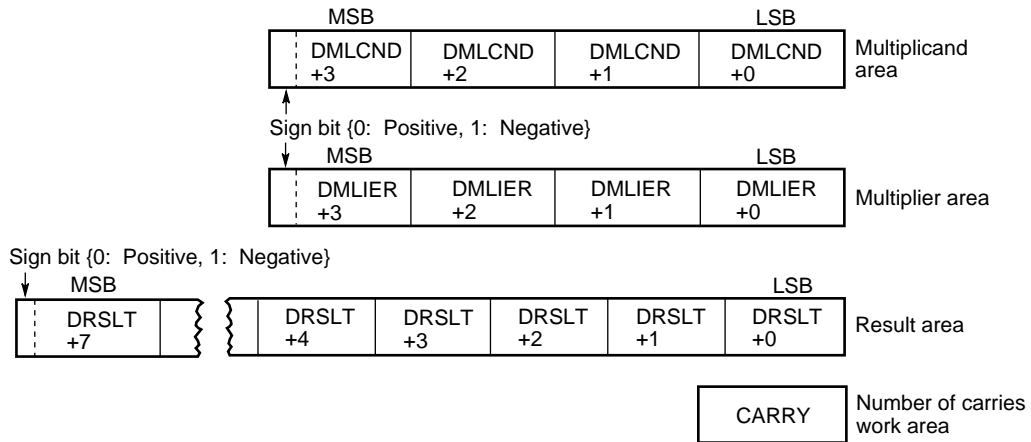 MSB LSB
DMLCND DMLCND DMLCND DMLCND Multiplicand
+3 +2 +1 +0 area
Sign bit {0: Positive, 1: Negative}
MSB LSB
DMLIER DMLIER DMLIER DMLIER Multiplier area
+3 +2 +1 +0
Sign bit {0: Positive, 1: Negative}
MSB LSB
DRSLT DRSLT DRSLT DRSLT DRSLT DRSLT Result area
+7 +4 +3 +2 +1 +0
CARRY Number of carries
work area